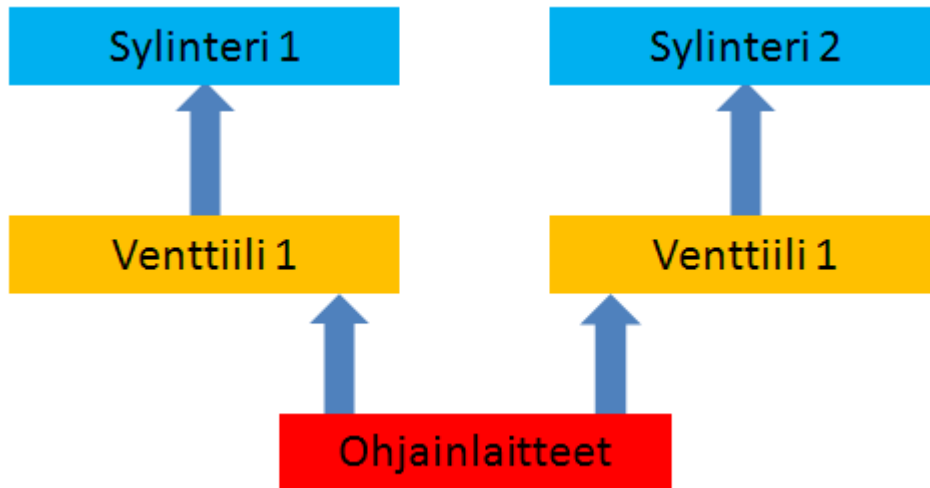 Sylinteri 1
Sylinteri 2
Venttiili 1
Venttiili 1
Ohjainlaitteet